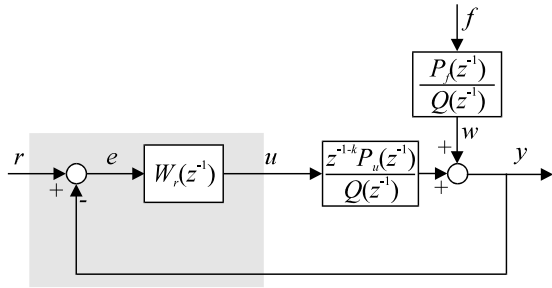 f
P_f(z^{-1})
Q(z^{-1})
+ w
r + - e W_r(z^{-1}) u
z^{-1-k}P_u(z^{-1})
Q(z^{-1})
+ y